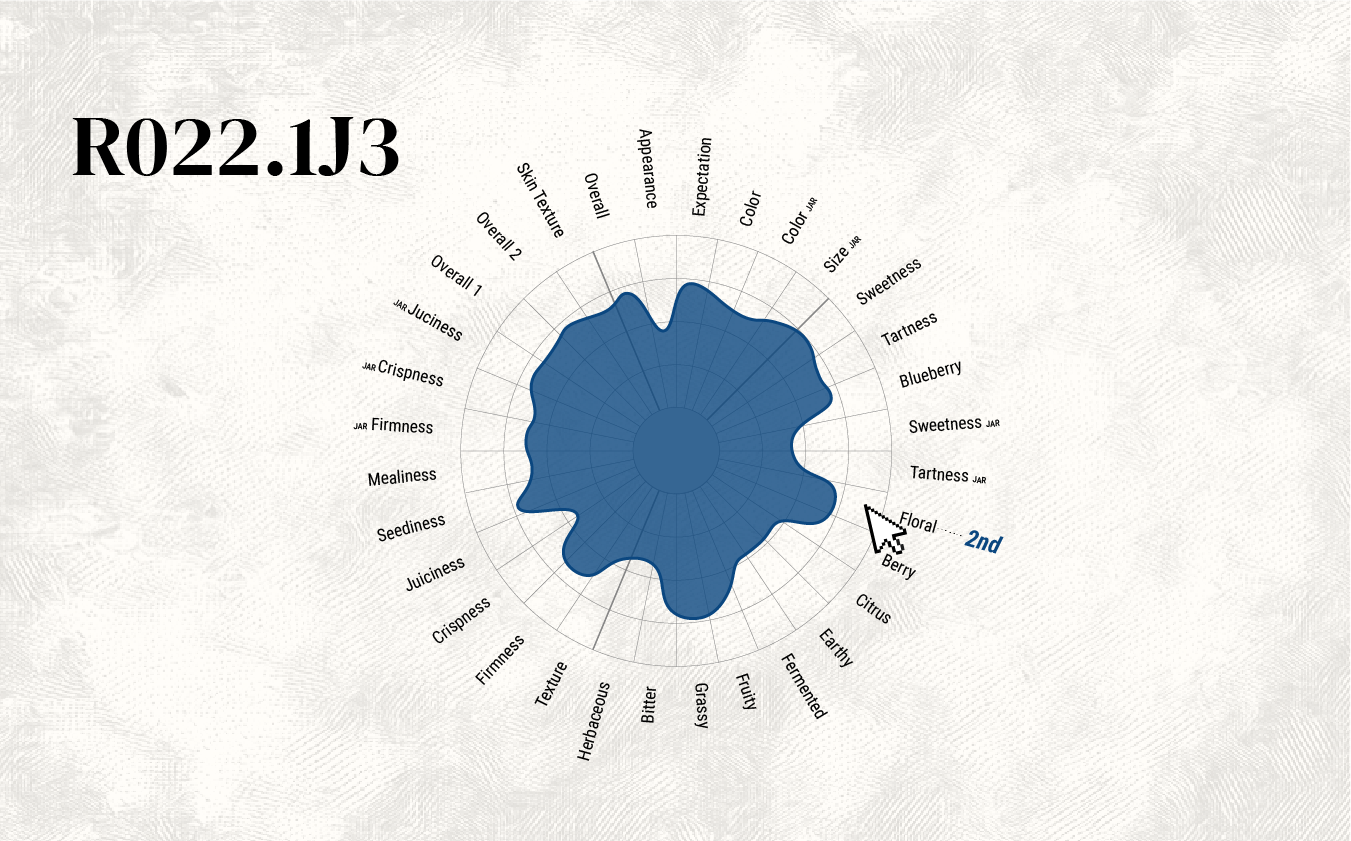 R022.1J3
Appearance
Expectation
Color
Color JAR
Size JAR
Sweetness
Tartness
Blueberry
Sweetness JAR
Tartness JAR
Floral
2nd
Berry
Citrus
Earthy
Fermented
Fruity
Grassy
Bitter
Herbaceous
Texture
Firmness
Crispness
Juiciness
Seediness
Mealiness
JAR Firmness
JAR Crispness
JAR Juciness
Overall 1
Overall 2
Skin Texture
Overall